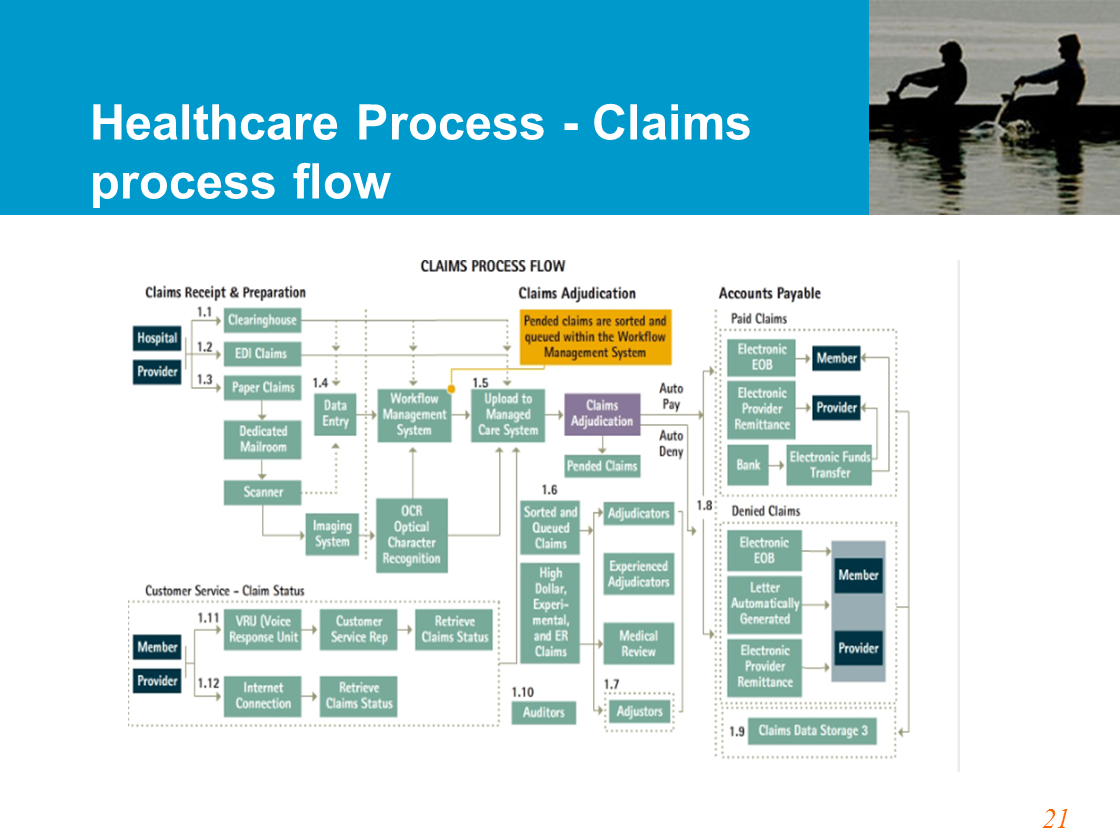 Healthcare Process - Claims
process flow
CLAIMS PROCESS FLOW
Claims Receipt & Preparation
1.1
Clearinghouse
Hospital
Provider
1.2
EDI Claims
1.3
Paper Claims
Dedicated
Mailroom
Scanner
Imaging
System
1.4
Data
Entry
Workflow
Management
System
OCR
Optical
Character
Recognition
Claims Adjudication
Pended claims are sorted and
queued within the Workflow
Management System
1.5
Upload to
Managed
Care System
Claims
Adjudication
Pended Claims
Auto
Pay
Auto
Deny
1.6
Sorted and
Queued
Claims
High
Dollar,
Experi-
mental,
and ER
Claims
Adjudicators
Experienced
Adjudicators
Medical
Review
1.7
Adjustors
1.10
Auditors
Accounts Payable
Paid Claims
Electronic
EOB
Member
Electronic
Provider
Remittance
Provider
Bank
Electronic Funds
Transfer
1.8
Denied Claims
Electronic
EOB
Letter
Automatically
Generated
Electronic
Provider
Remittance
Member
Provider
1.9
Claims Data Storage 3
Customer Service - Claim Status
Member
Provider
1.11
VRU (Voice
Response Unit
Customer
Service Rep
Retrieve
Claims Status
1.12
Internet
Connection
Retrieve
Claims Status
21